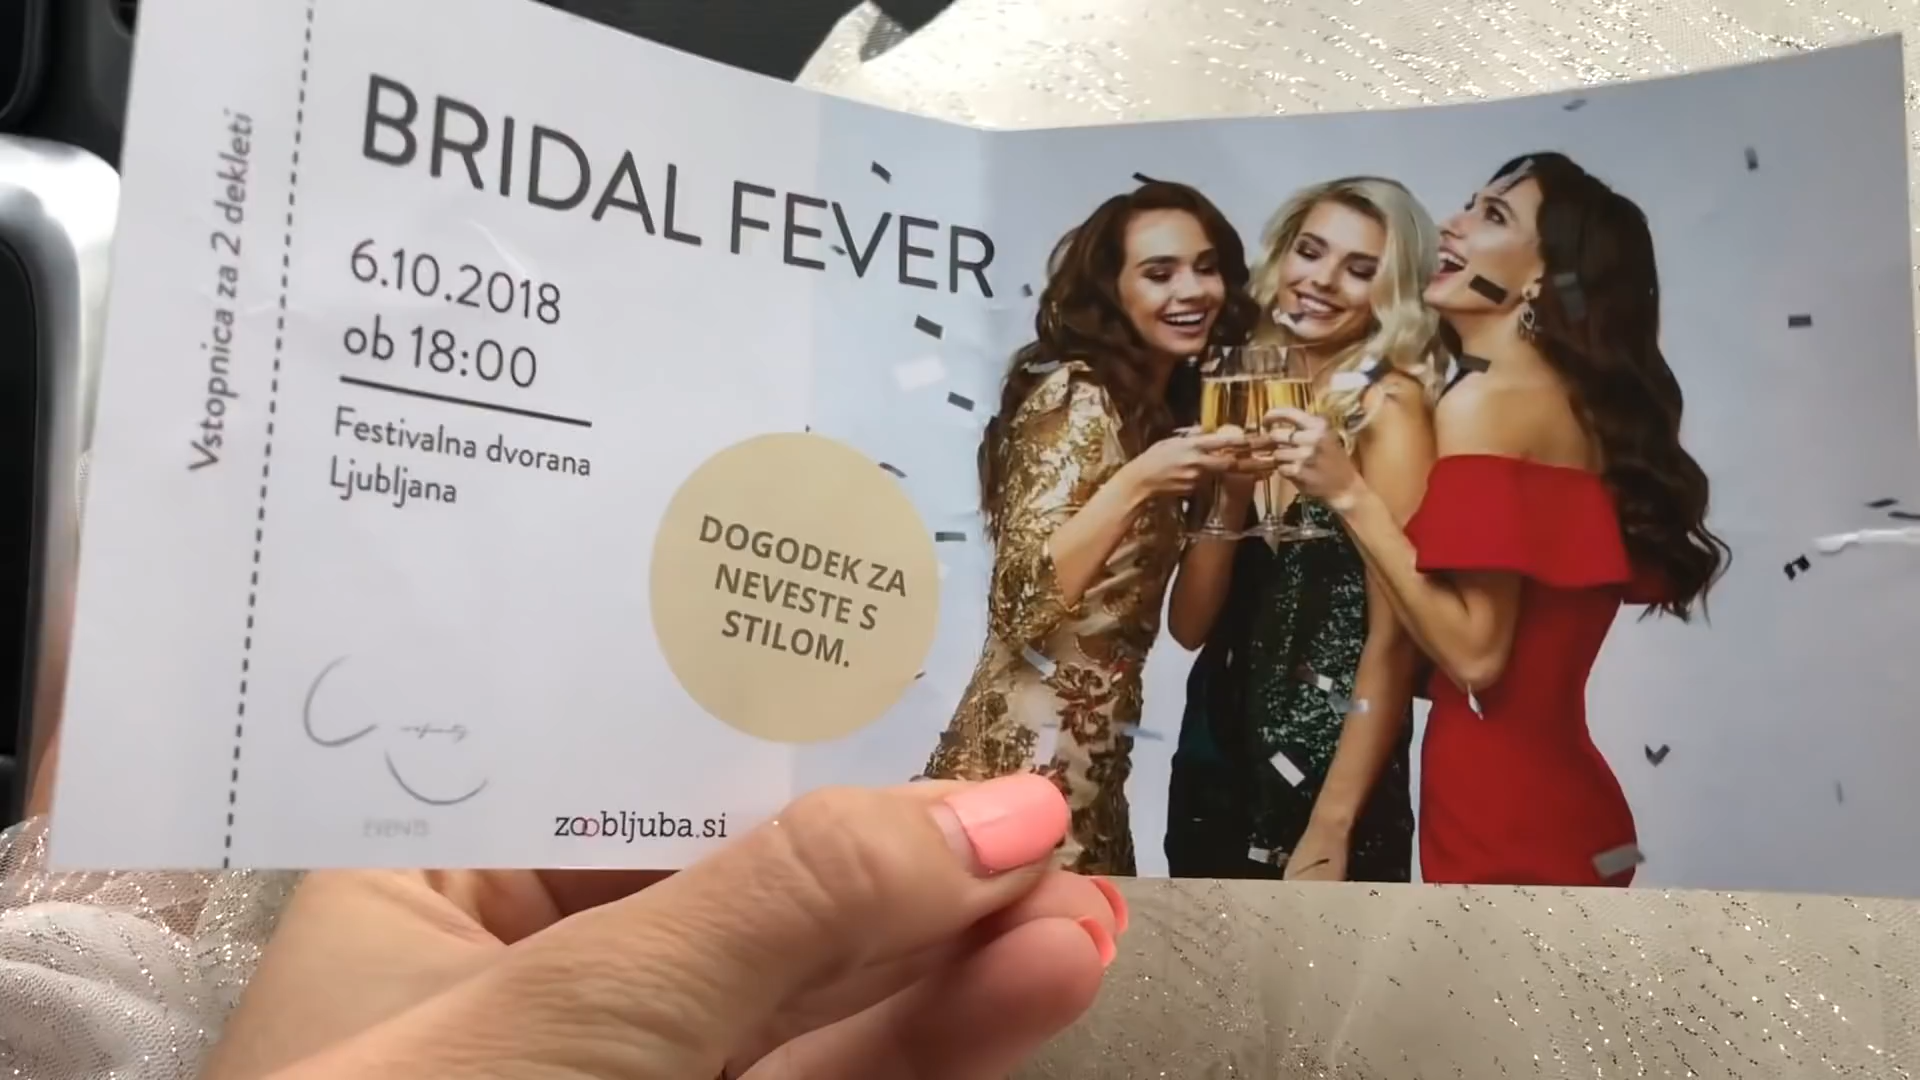 Vstopnica za 2 dekleti
BRIDAL FEVER
6.10.2018
ob 18:00
Festivalna dvorana
Ljubljana
DOGODEK ZA
NEVESTE S
STILOM.
EVENTS
zaobljuba.si